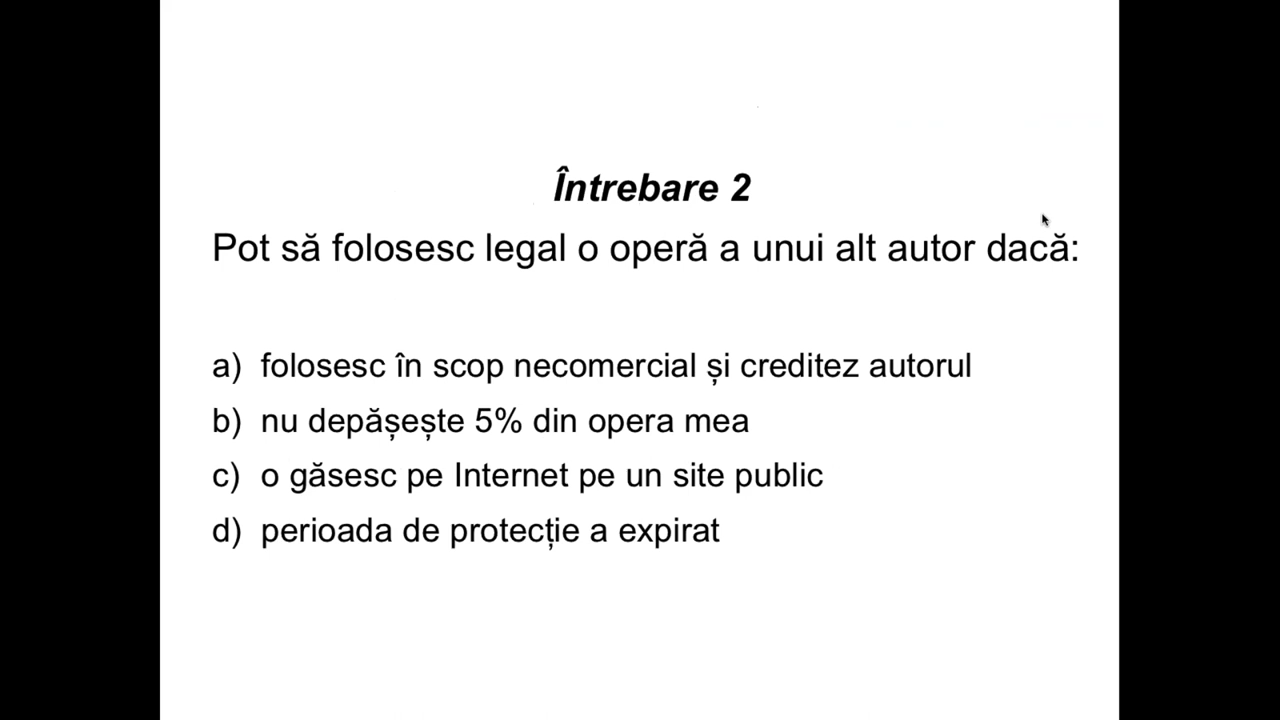 Întrebare 2
Pot să folosesc legal o operă a unui alt autor dacă:
a) folosesc în scop necomercial și creditez autorul
b) nu depășește 5% din opera mea
c) o găsesc pe Internet pe un site public
d) perioada de protecție a expirat